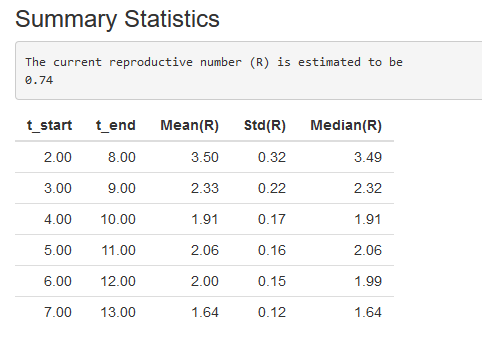 Summary Statistics
The current reproductive number (R) is estimated to be
0.74
t_start t_end Mean(R) Std(R) Median(R)
2.00 8.00 3.50 0.32 3.49
3.00 9.00 2.33 0.22 2.32
4.00 10.00 1.91 0.17 1.91
5.00 11.00 2.06 0.16 2.06
6.00 12.00 2.00 0.15 1.99
7.00 13.00 1.64 0.12 1.64